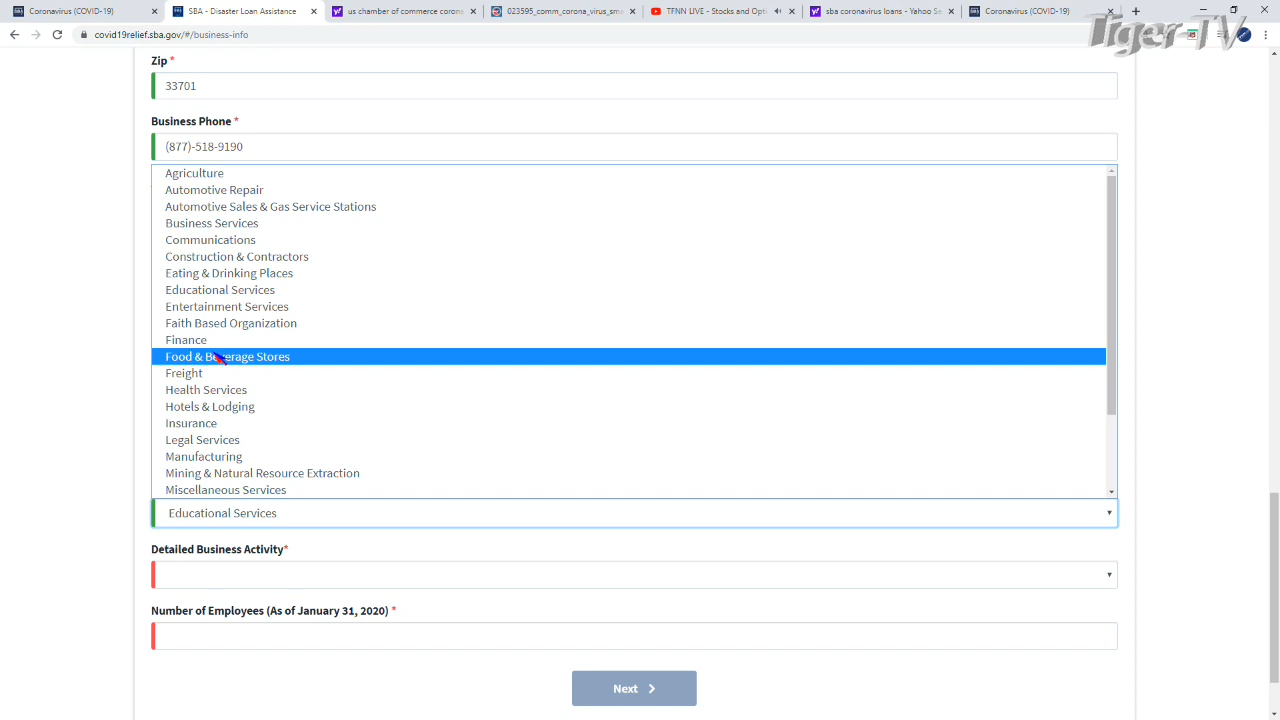 Coronavirus (COVID-19)
SBA - Disaster Loan Assistance
us chamber of commerce corona
023595_comm_corona_virus_sma
TFNN LIVE - Stocks and Opti
sba coronavirus loans - Yahoo Se
Coronavirus (COVID-19)
covid19relief.sba.gov/#/business-info
Tiger-TV
Zip *
33701
Business Phone *
(877)-518-9190
Agriculture
Automotive Repair
Automotive Sales & Gas Service Stations
Business Services
Communications
Construction & Contractors
Eating & Drinking Places
Educational Services
Entertainment Services
Faith Based Organization
Finance
Food & Beverage Stores
Freight
Health Services
Hotels & Lodging
Insurance
Legal Services
Manufacturing
Mining & Natural Resource Extraction
Miscellaneous Services
Educational Services
Detailed Business Activity*
Number of Employees (As of January 31, 2020) *
Next